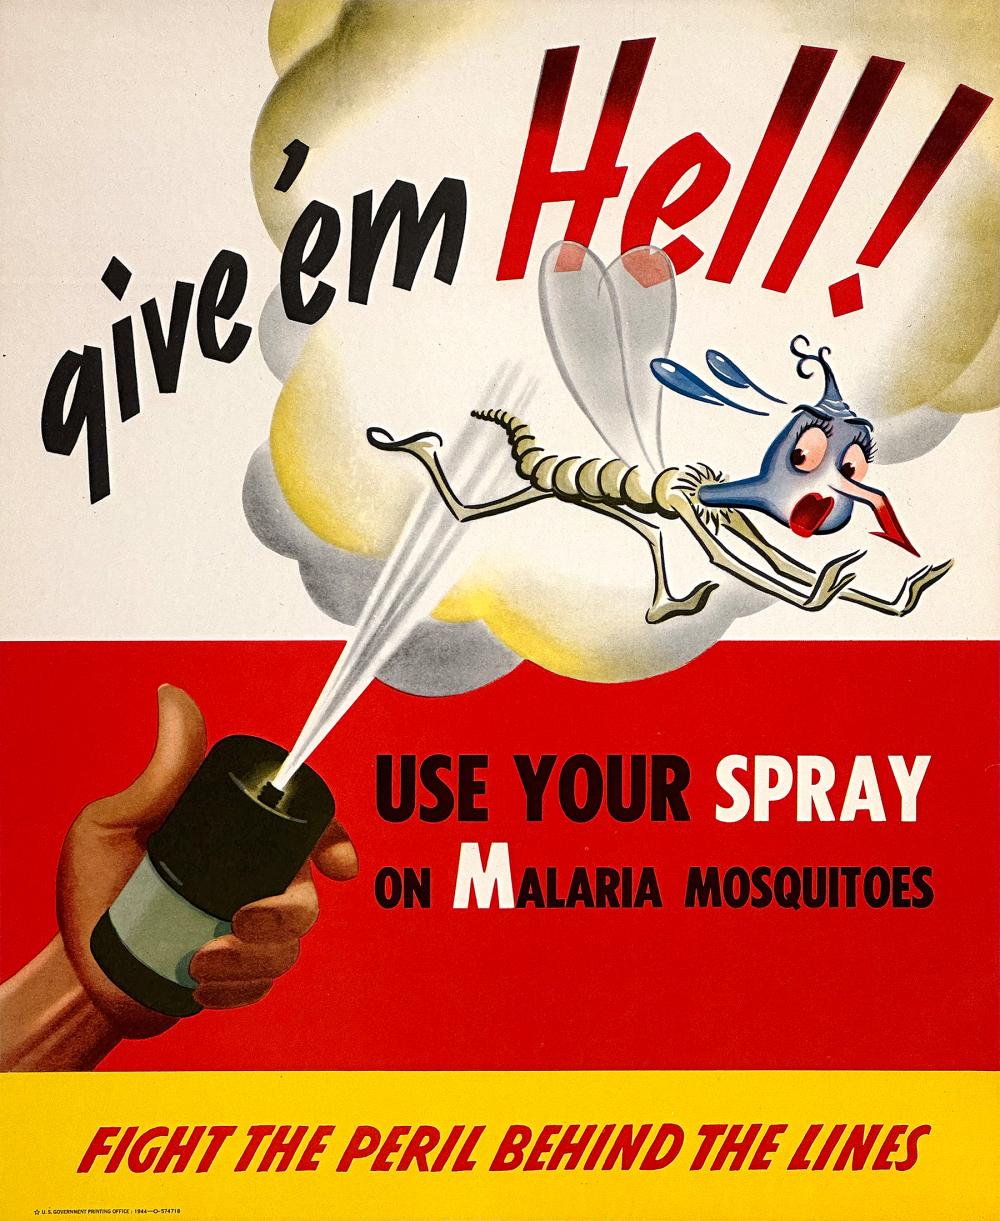 give 'em Hell!
USE YOUR SPRAY
ON MALARIA MOSQUITOES
FIGHT THE PERIL BEHIND THE LINES
☆ U.S. GOVERNMENT PRINTING OFFICE : 1944—O-574718